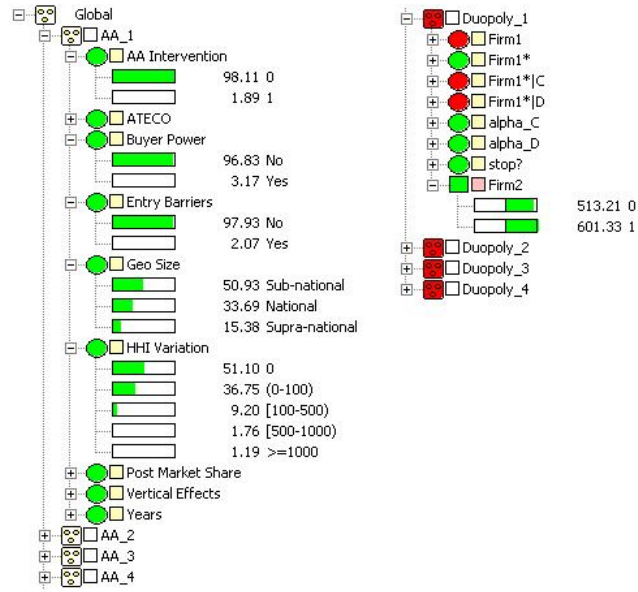 Global
AA_1
AA Intervention
98.11 0
1.89 1
ATECO
Buyer Power
96.83 No
3.17 Yes
Entry Barriers
97.93 No
2.07 Yes
Geo Size
50.93 Sub-national
33.69 National
15.38 Supra-national
HHI Variation
51.10 0
36.75 (0-100)
9.20 [100-500)
1.76 [500-1000)
1.19 >=1000
Post Market Share
Vertical Effects
Years
AA_2
AA_3
AA_4
Duopoly_1
Firm1
Firm1*
Firm1*|C
Firm1*|D
alpha_C
alpha_D
stop?
Firm2
513.21 0
601.33 1
Duopoly_2
Duopoly_3
Duopoly_4